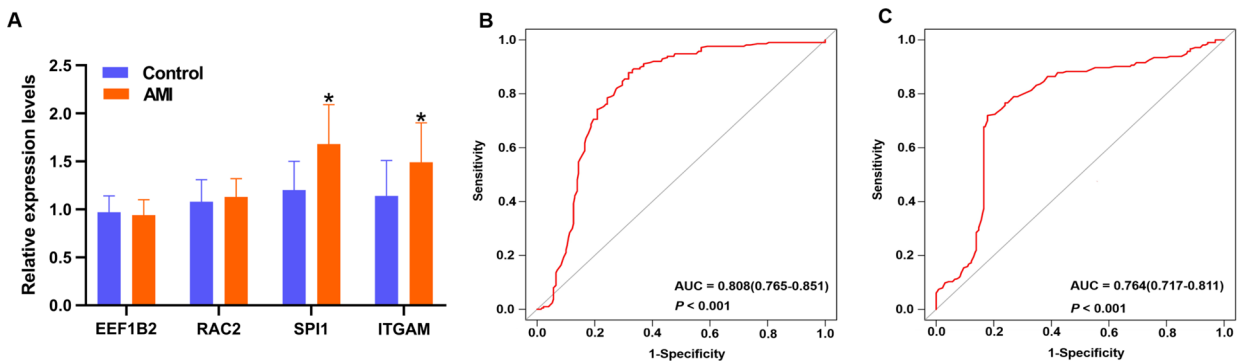 A
Relative expression levels
2.5
2.0
1.5
1.0
0.5
0.0
Control
AMI
*
*
EEF1B2 RAC2 SPI1 ITGAM
B
Sensitivity
1.0
0.8
0.6
0.4
0.2
0.0
AUC = 0.808(0.765-0.851)
P < 0.001
0.0 0.2 0.4 0.6 0.8 1.0
1-Specificity
C
Sensitivity
1.0
0.8
0.6
0.4
0.2
0.0
AUC = 0.764(0.717-0.811)
P < 0.001
0.0 0.2 0.4 0.6 0.8 1.0
1-Specificity